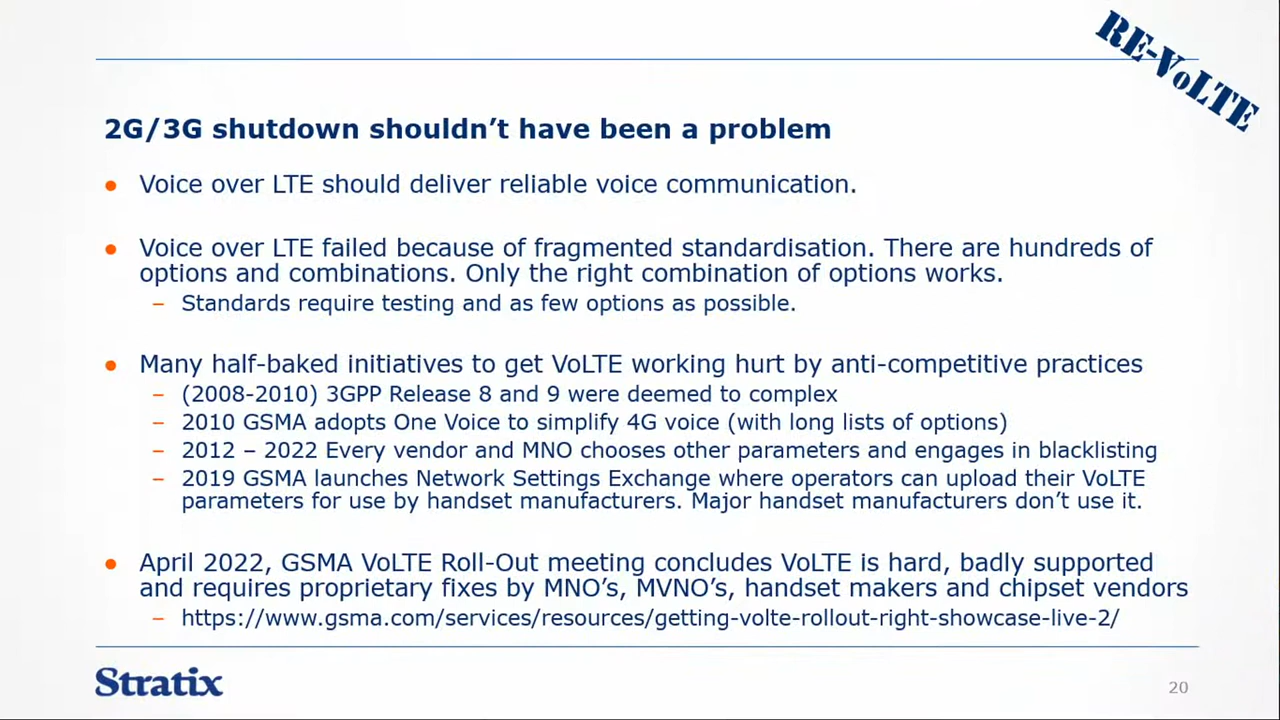 RE-VoLTE
2G/3G shutdown shouldn’t have been a problem
● Voice over LTE should deliver reliable voice communication.
● Voice over LTE failed because of fragmented standardisation. There are hundreds of
options and combinations. Only the right combination of options works.
– Standards require testing and as few options as possible.
● Many half-baked initiatives to get VoLTE working hurt by anti-competitive practices
– (2008-2010) 3GPP Release 8 and 9 were deemed to complex
– 2010 GSMA adopts One Voice to simplify 4G voice (with long lists of options)
– 2012 – 2022 Every vendor and MNO chooses other parameters and engages in blacklisting
– 2019 GSMA launches Network Settings Exchange where operators can upload their VoLTE
parameters for use by handset manufacturers. Major handset manufacturers don’t use it.
● April 2022, GSMA VoLTE Roll-Out meeting concludes VoLTE is hard, badly supported
and requires proprietary fixes by MNO’s, MVNO’s, handset makers and chipset vendors
– https://www.gsma.com/services/resources/getting-volte-rollout-right-showcase-live-2/
Stratix
20